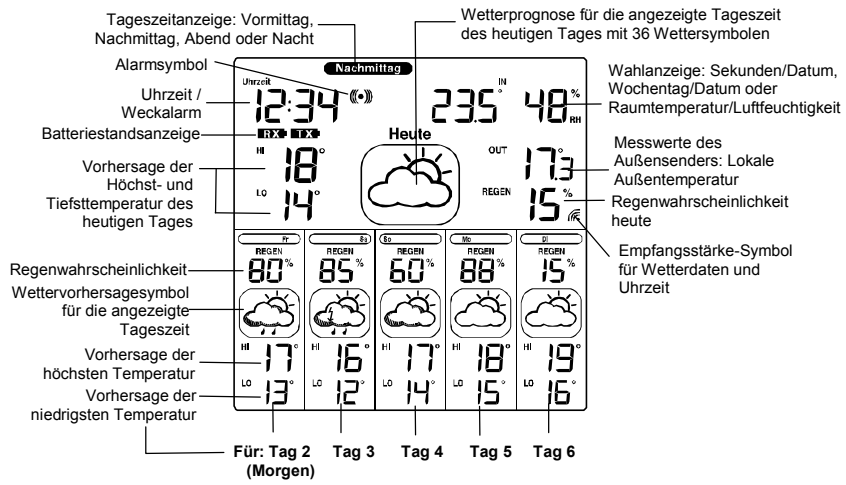 Tageszeitanzeige: Vormittag,
Nachmittag, Abend oder Nacht
Wetterprognose für die angezeigte Tageszeit
des heutigen Tages mit 36 Wettersymbolen
Alarmsymbol
Uhrzeit /
Weckalarm
Batteriestandsanzeige
Vorhersage der
Höchst- und
Tiefsttemperatur des
heutigen Tages
Nachmittag
Uhrzeit
12:34
IN
23.5°
48%
RH
RX TX
Heute
HI
18°
LO
14°
OUT
17.3°
REGEN
15%
Wahlanzeige: Sekunden/Datum,
Wochentag/Datum oder
Raumtemperatur/Luftfeuchtigkeit
Messwerte des
Außensenders: Lokale
Außentemperatur
Regenwahrscheinlichkeit
heute
Empfangsstärke-Symbol
für Wetterdaten und
Uhrzeit
Regenwahrscheinlichkeit
Wettervorhersagesymbol
für die angezeigte
Tageszeit
Vorhersage der
höchsten Temperatur
Vorhersage der
niedrigsten Temperatur
Fr Sa So Mo Di
REGEN REGEN REGEN REGEN REGEN
80% 85% 60% 88% 15%
HI 17° HI 16° HI 17° HI 18° HI 19°
LO 13° LO 12° LO 14° LO 15° LO 16°
Für: Tag 2 Tag 3 Tag 4 Tag 5 Tag 6
(Morgen)